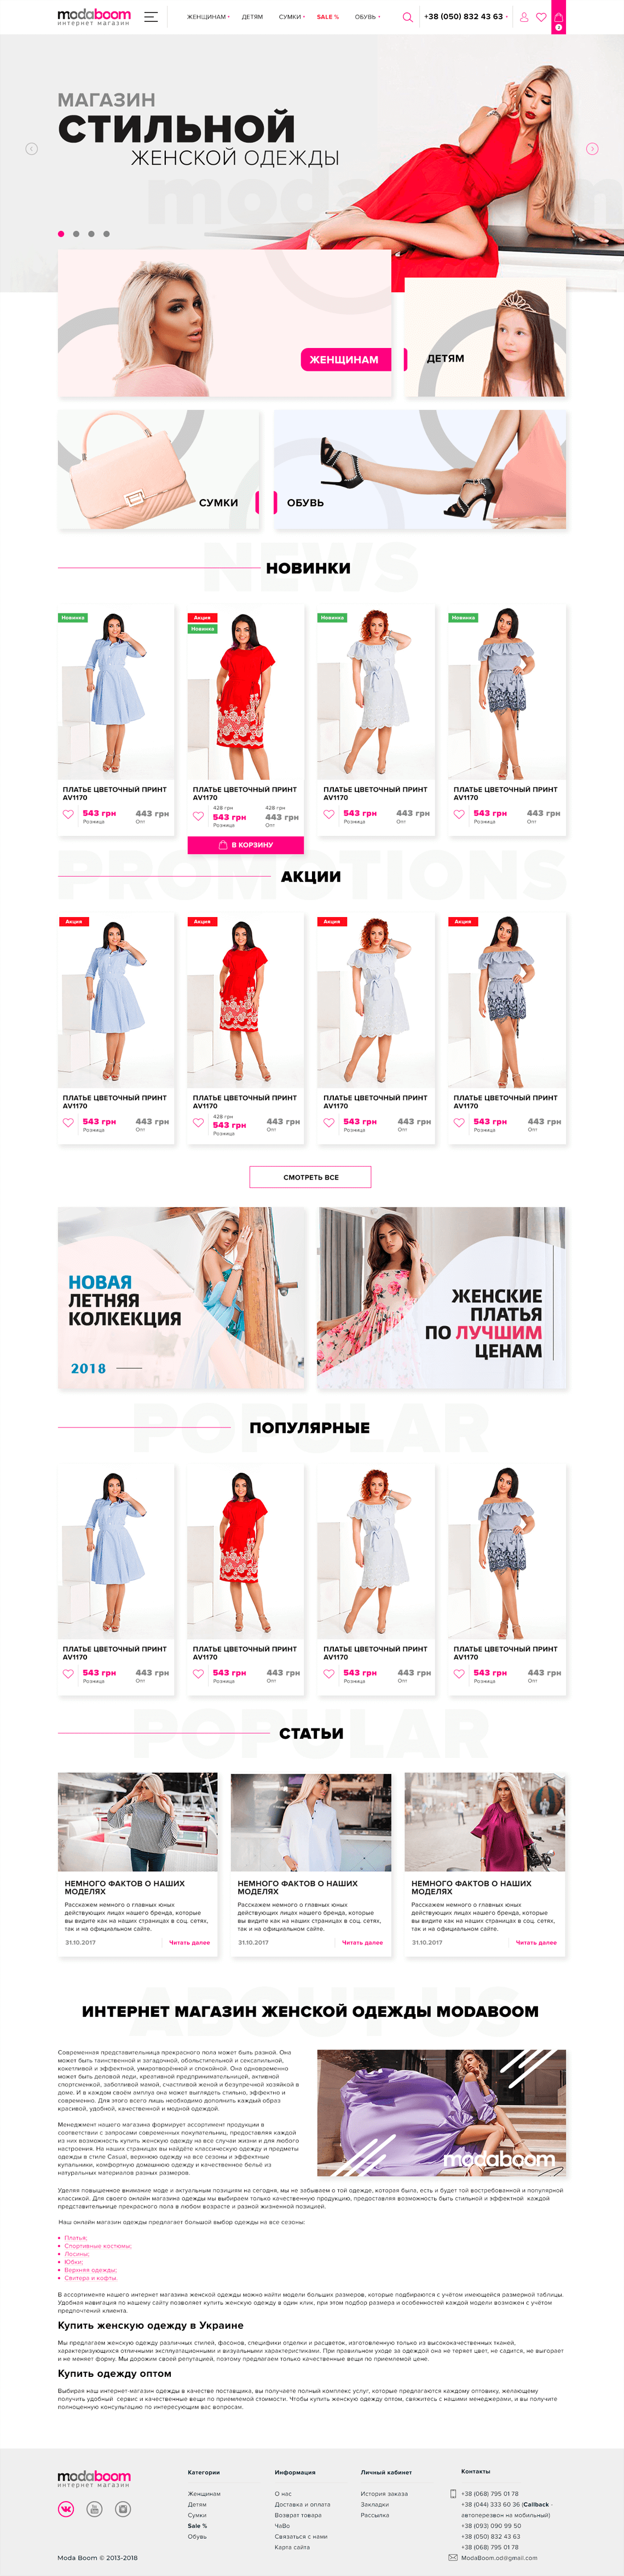 modaboom
интернет магазин
ЖЕНЩИНАМ
ДЕТЯМ
СУМКИ
SALE %
ОБУВЬ
+38 (050) 832 43 63
МАГАЗИН
СТИЛЬНОЙ
ЖЕНСКОЙ ОДЕЖДЫ
ЖЕНЩИНАМ
ДЕТЯМ
СУМКИ
ОБУВЬ
NEWS
НОВИНКИ
Новинка
Акция
Новинка
Новинка
Новинка
ПЛАТЬЕ ЦВЕТОЧНЫЙ ПРИНТ
AV1170
543 грн
443 грн
Розница
Опт
ПЛАТЬЕ ЦВЕТОЧНЫЙ ПРИНТ
AV1170
428 грн
428 грн
543 грн
443 грн
Розница
Опт
В КОРЗИНУ
ПЛАТЬЕ ЦВЕТОЧНЫЙ ПРИНТ
AV1170
543 грн
443 грн
Розница
Опт
ПЛАТЬЕ ЦВЕТОЧНЫЙ ПРИНТ
AV1170
543 грн
443 грн
Розница
Опт
PROMOTIONS
АКЦИИ
Акция
Акция
Акция
Акция
ПЛАТЬЕ ЦВЕТОЧНЫЙ ПРИНТ
AV1170
543 грн
443 грн
Розница
Опт
ПЛАТЬЕ ЦВЕТОЧНЫЙ ПРИНТ
AV1170
428 грн
543 грн
443 грн
Розница
Опт
ПЛАТЬЕ ЦВЕТОЧНЫЙ ПРИНТ
AV1170
543 грн
443 грн
Розница
Опт
ПЛАТЬЕ ЦВЕТОЧНЫЙ ПРИНТ
AV1170
543 грн
443 грн
Розница
Опт
СМОТРЕТЬ ВСЕ
НОВАЯ
ЛЕТНЯЯ
КОЛКЕКЦИЯ
2018
ЖЕНСКИЕ
ПЛАТЬЯ
ПО ЛУЧШИМ
ЦЕНАМ
POPULAR
ПОПУЛЯРНЫЕ
ПЛАТЬЕ ЦВЕТОЧНЫЙ ПРИНТ
AV1170
543 грн
443 грн
Розница
Опт
ПЛАТЬЕ ЦВЕТОЧНЫЙ ПРИНТ
AV1170
543 грн
443 грн
Розница
Опт
ПЛАТЬЕ ЦВЕТОЧНЫЙ ПРИНТ
AV1170
543 грн
443 грн
Розница
Опт
ПЛАТЬЕ ЦВЕТОЧНЫЙ ПРИНТ
AV1170
543 грн
443 грн
Розница
Опт
POPULAR
СТАТЬИ
НЕМНОГО ФАКТОВ О НАШИХ
МОДЕЛЯХ
Расскажем немного о главных юных
действующих лицах нашего бренда, которые
вы видите как на наших страницах в соц. сетях,
так и на официальном сайте.
31.10.2017
Читать далее
НЕМНОГО ФАКТОВ О НАШИХ
МОДЕЛЯХ
Расскажем немного о главных юных
действующих лицах нашего бренда, которые
вы видите как на наших страницах в соц. сетях,
так и на официальном сайте.
31.10.2017
Читать далее
НЕМНОГО ФАКТОВ О НАШИХ
МОДЕЛЯХ
Расскажем немного о главных юных
действующих лицах нашего бренда, которые
вы видите как на наших страницах в соц. сетях,
так и на официальном сайте.
31.10.2017
Читать далее
ABOUT US
ИНТЕРНЕТ МАГАЗИН ЖЕНСКОЙ ОДЕЖДЫ MODABOOM
Современная представительница прекрасного пола может быть разной. Она
может быть таинственной и загадочной, обольстительной и сексапильной,
кокетливой и эффектной, умиротворённой и спокойной. Она одновременно
может быть деловой леди, креативной предпринимательницей, активной
спортсменкой, заботливой мамой, счастливой женой и безупречной хозяйкой в
доме. И в каждом своём амплуа она может выглядеть стильно, эффектно и
современно. Для этого всего лишь необходимо дополнить каждый образ
красивой, удобной, качественной и модной одеждой.
Менеджмент нашего магазина формирует ассортимент продукции в
соответствии с запросами современных покупательниц, предоставляя каждой
из них возможность купить женскую одежду на все случаи жизни и для любого
настроения. На наших страницах вы найдёте классическую одежду и предметы
одежды в стиле Casual, верхнюю одежду на все сезоны и эффектные
купальники, комфортную домашнюю одежду и качественное бельё из
натуральных материалов разных размеров.
modaboom
Уделяя повышенное внимание моде и актуальным позициям на сегодня, мы не забываем о той одежде, которая была, есть и будет той востребованной и популярной
классикой. Для своего онлайн магазина одежды мы выбираем только качественную продукцию, предоставляя возможность быть стильной и эффектной каждой
представительнице прекрасного пола в любом возрасте и разной жизненной позицией.
Наш онлайн магазин одежды предлагает большой выбор одежды на все сезоны:
Платья;
Спортивные костюмы;
Лосины;
Юбки;
Верхняя одежды;
Свитера и кофты.
В ассортименте нашего интернет магазина женской одежды можно найти модели больших размеров, которые подбираются с учётом имеющейся размерной таблицы.
Удобная навигация по нашему сайту позволяет купить женскую одежду в один клик, при этом подбор размера и особенностей каждой модели возможен с учётом
предпочтений клиента.
Купить женскую одежду в Украине
Мы предлагаем женскую одежду различных стилей, фасонов, специфики отделки и расцветок, изготовленную только из высококачественных тканей,
характеризующихся отличными эксплуатационными и визуальными характеристиками. При правильном уходе за одеждой она не теряет цвет, не садится, не выгорает
и не меняет форму. Мы дорожим своей репутацией, поэтому предлагаем только качественные вещи по приемлемой цене.
Купить одежду оптом
Выбирая наш интернет-магазин одежды в качестве поставщика, вы получаете полный комплекс услуг, которые предлагаются каждому оптовику, желающему
получить удобный сервис и качественные вещи по приемлемой стоимости. Чтобы купить женскую одежду оптом, свяжитесь с нашими менеджерами, и вы получите
полноценную консультацию по интересующим вас вопросам.
modaboom
интернет магазин
Moda Boom © 2013-2018
Категории
Женщинам
Детям
Сумки
Sale %
Обувь
Информация
О нас
Доставка и оплата
Возврат товара
ЧаВо
Связаться с нами
Карта сайта
Личный кабинет
История заказа
Закладки
Рассылка
Контакты
+38 (068) 795 01 78
+38 (044) 333 60 36 (Callback -
автоперезвон на мобильный)
+38 (093) 090 99 50
+38 (050) 832 43 63
+38 (068) 795 01 78
ModaBoom.od@gmail.com